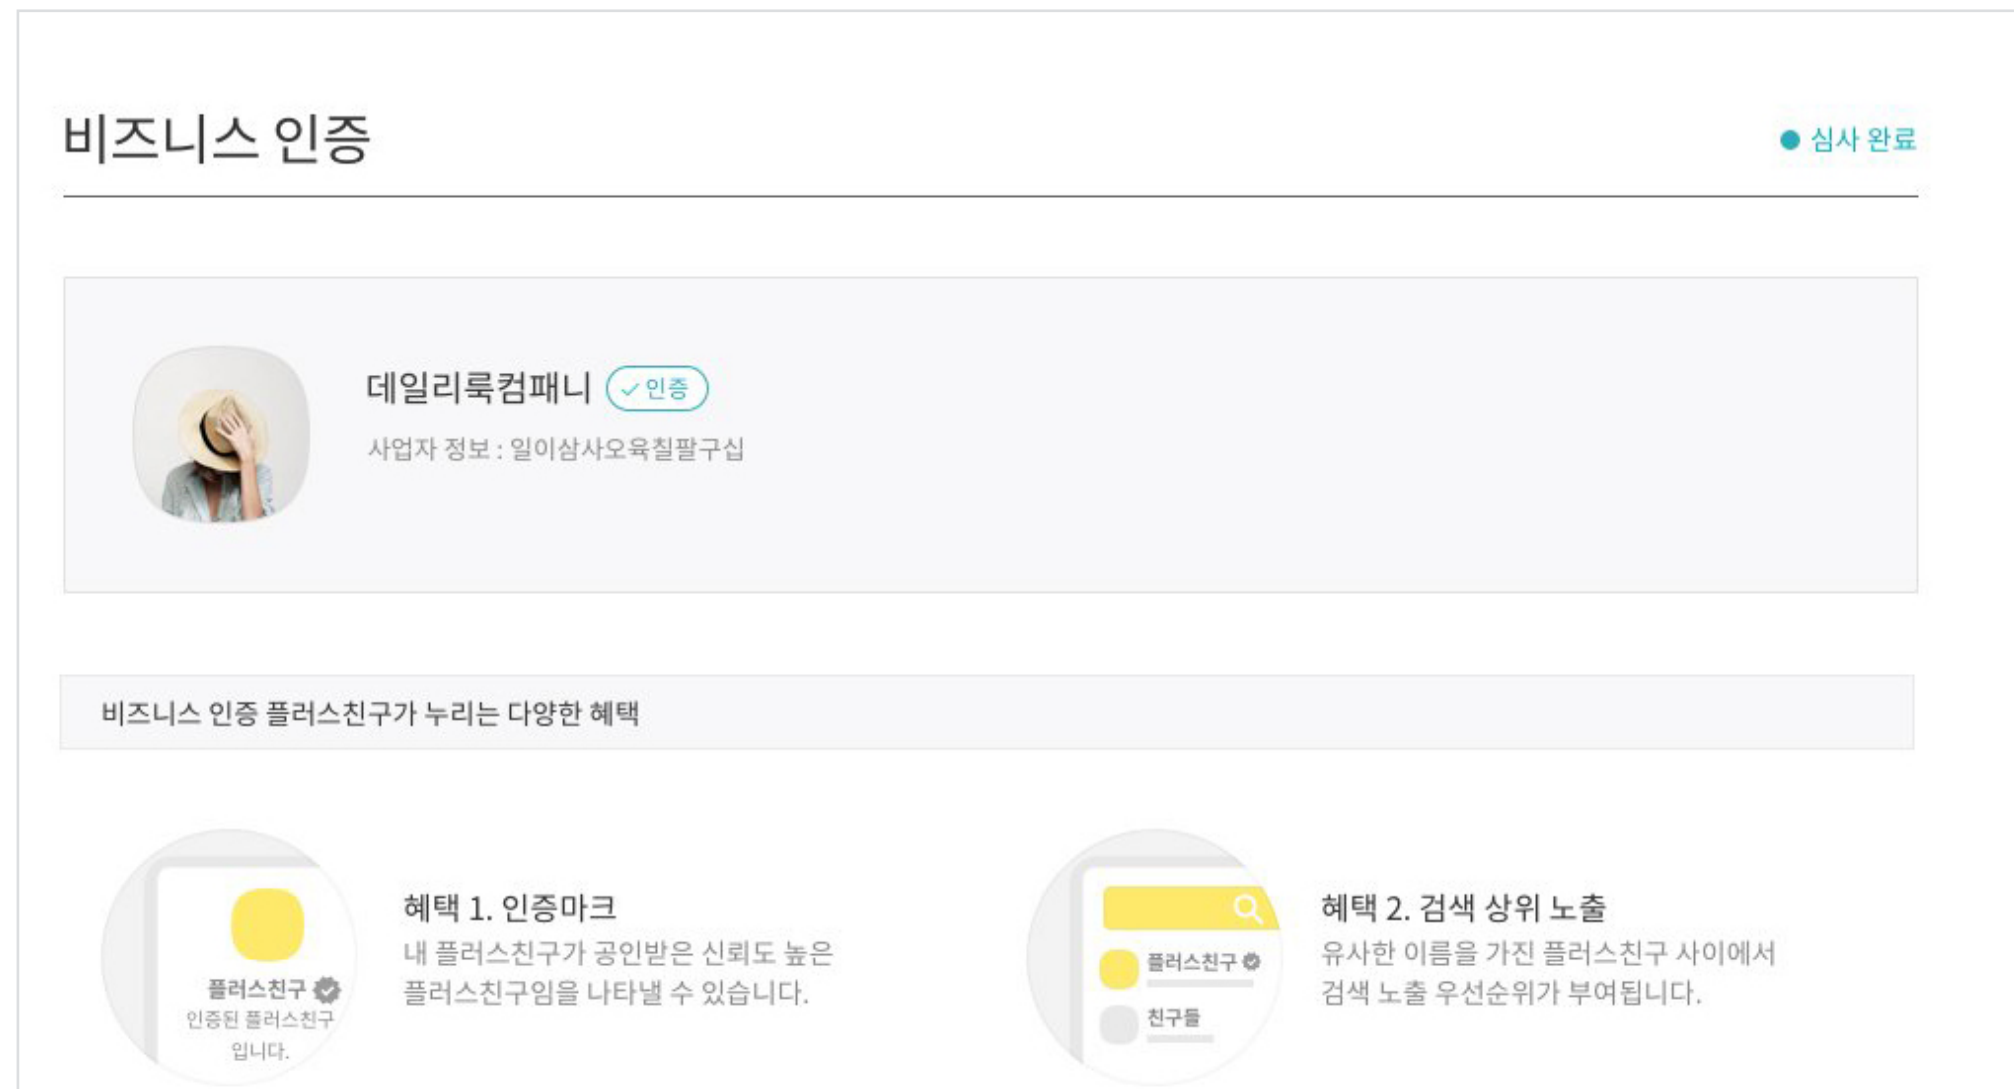 비즈니스 인증
심사 완료
데일리룩컴패니 인증
사업자 정보 : 일이삼사오육칠팔구십
비즈니스 인증 플러스친구가 누리는 다양한 혜택
플러스친구
인증된 플러스친구
입니다.
혜택 1. 인증마크
내 플러스친구가 공인받은 신뢰도 높은
플러스친구임을 나타낼 수 있습니다.
플러스친구
친구들
혜택 2. 검색 상위 노출
유사한 이름을 가진 플러스친구 사이에서
검색 노출 우선순위가 부여됩니다.